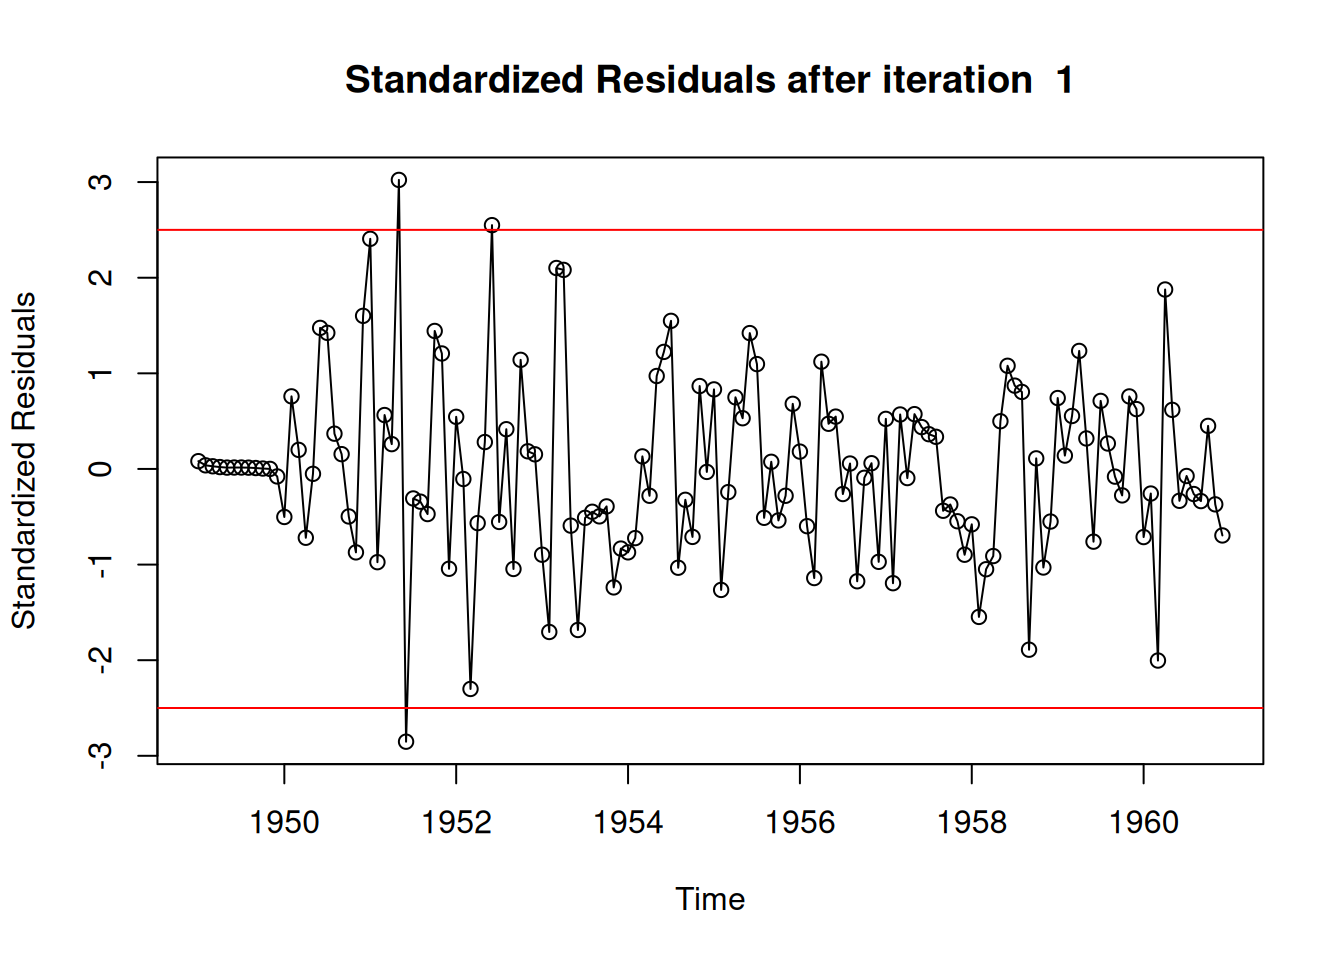 Standardized Residuals after iteration  1
Standardized Residuals
3
2
1
0
-1
-2
-3
1950 1952 1954 1956 1958 1960
Time